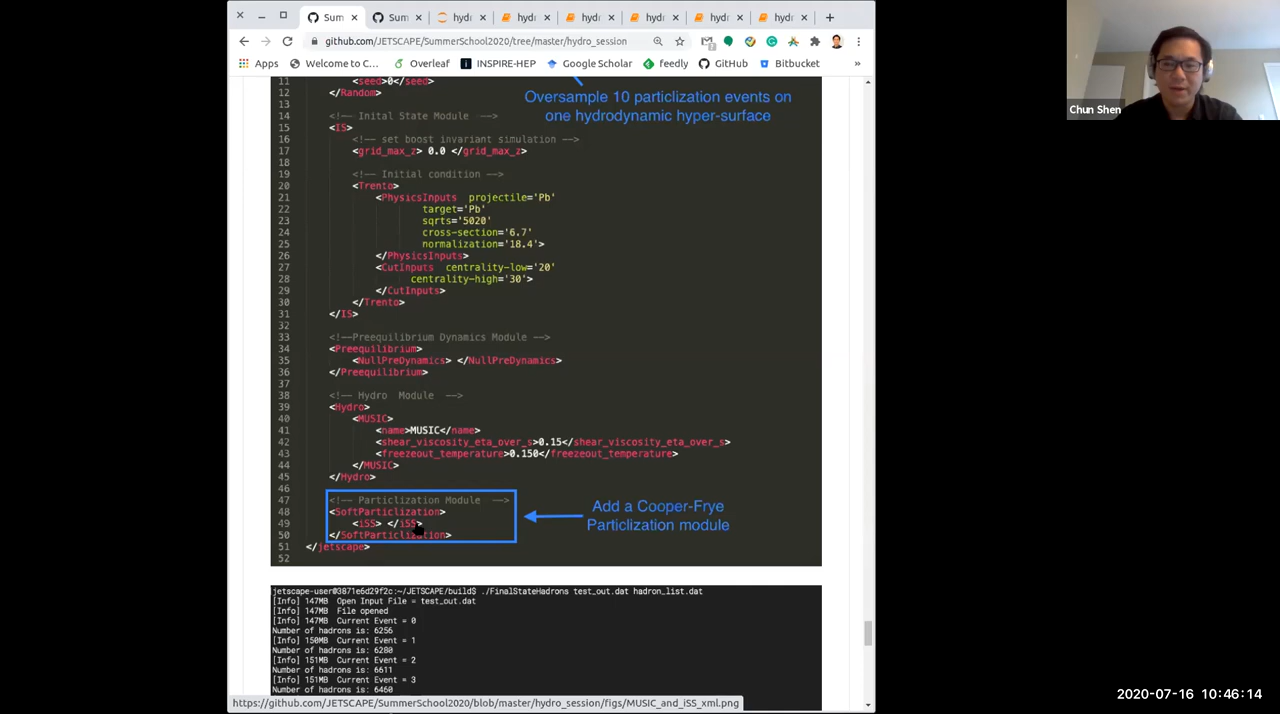 Sum
Sum
hydr
hydr
hydr
hydr
hydr
hydr
github.com/JETSCAPE/SummerSchool2020/tree/master/hydro_session
Apps
Welcome to C...
Overleaf
INSPIRE-HEP
Google Scholar
feedly
GitHub
Bitbucket
»
Chun Shen
11 <seed>0</seed>
12 </Random>
13
14 <!-- Inital State Module -->
15 <IS>
16 <!-- set boost invariant simulation -->
17 <grid_max_z> 0.0 </grid_max_z>
18
19 <!-- Initial condition -->
20 <Trento>
21 <PhysicsInputs projectile='Pb'
22 target='Pb'
23 sqrts='5020'
24 cross-section='6.7'
25 normalization='18.4'>
26 </PhysicsInputs>
27 <CutInputs centrality-low='20'
28 centrality-high='30'>
29 </CutInputs>
30 </Trento>
31 </IS>
32
33 <!--Preequilibrium Dynamics Module -->
34 <Preequilibrium>
35 <NullPreDynamics> </NullPreDynamics>
36 </Preequilibrium>
37
38 <!-- Hydro Module -->
39 <Hydro>
40 <MUSIC>
41 <name>MUSIC</name>
42 <shear_viscosity_eta_over_s>0.15</shear_viscosity_eta_over_s>
43 <freezeout_temperature>0.150</freezeout_temperature>
44 </MUSIC>
45 </Hydro>
46
47 <!-- Particlization Module -->
48 <SoftParticlization>
49 <iSS> </iSS>
50 </SoftParticlization>
51 </jetscape>
52
Oversample 10 particlization events on
one hydrodynamic hyper-surface
Add a Cooper-Frye
Particlization module
jetscape-user@3871e6d29f2c:~/JETSCAPE/build$ ./FinalStateHadrons test_out.dat hadron_list.dat
[Info] 147MB Open Input File = test_out.dat
[Info] 147MB File opened
[Info] 147MB Current Event = 0
Number of hadrons is: 6256
[Info] 150MB Current Event = 1
Number of hadrons is: 6280
[Info] 151MB Current Event = 2
Number of hadrons is: 6611
[Info] 151MB Current Event = 3
Number of hadrons is: 6460
https://github.com/JETSCAPE/SummerSchool2020/blob/master/hydro_session/figs/MUSIC_and_iSS_xml.png
2020-07-16 10:46:14